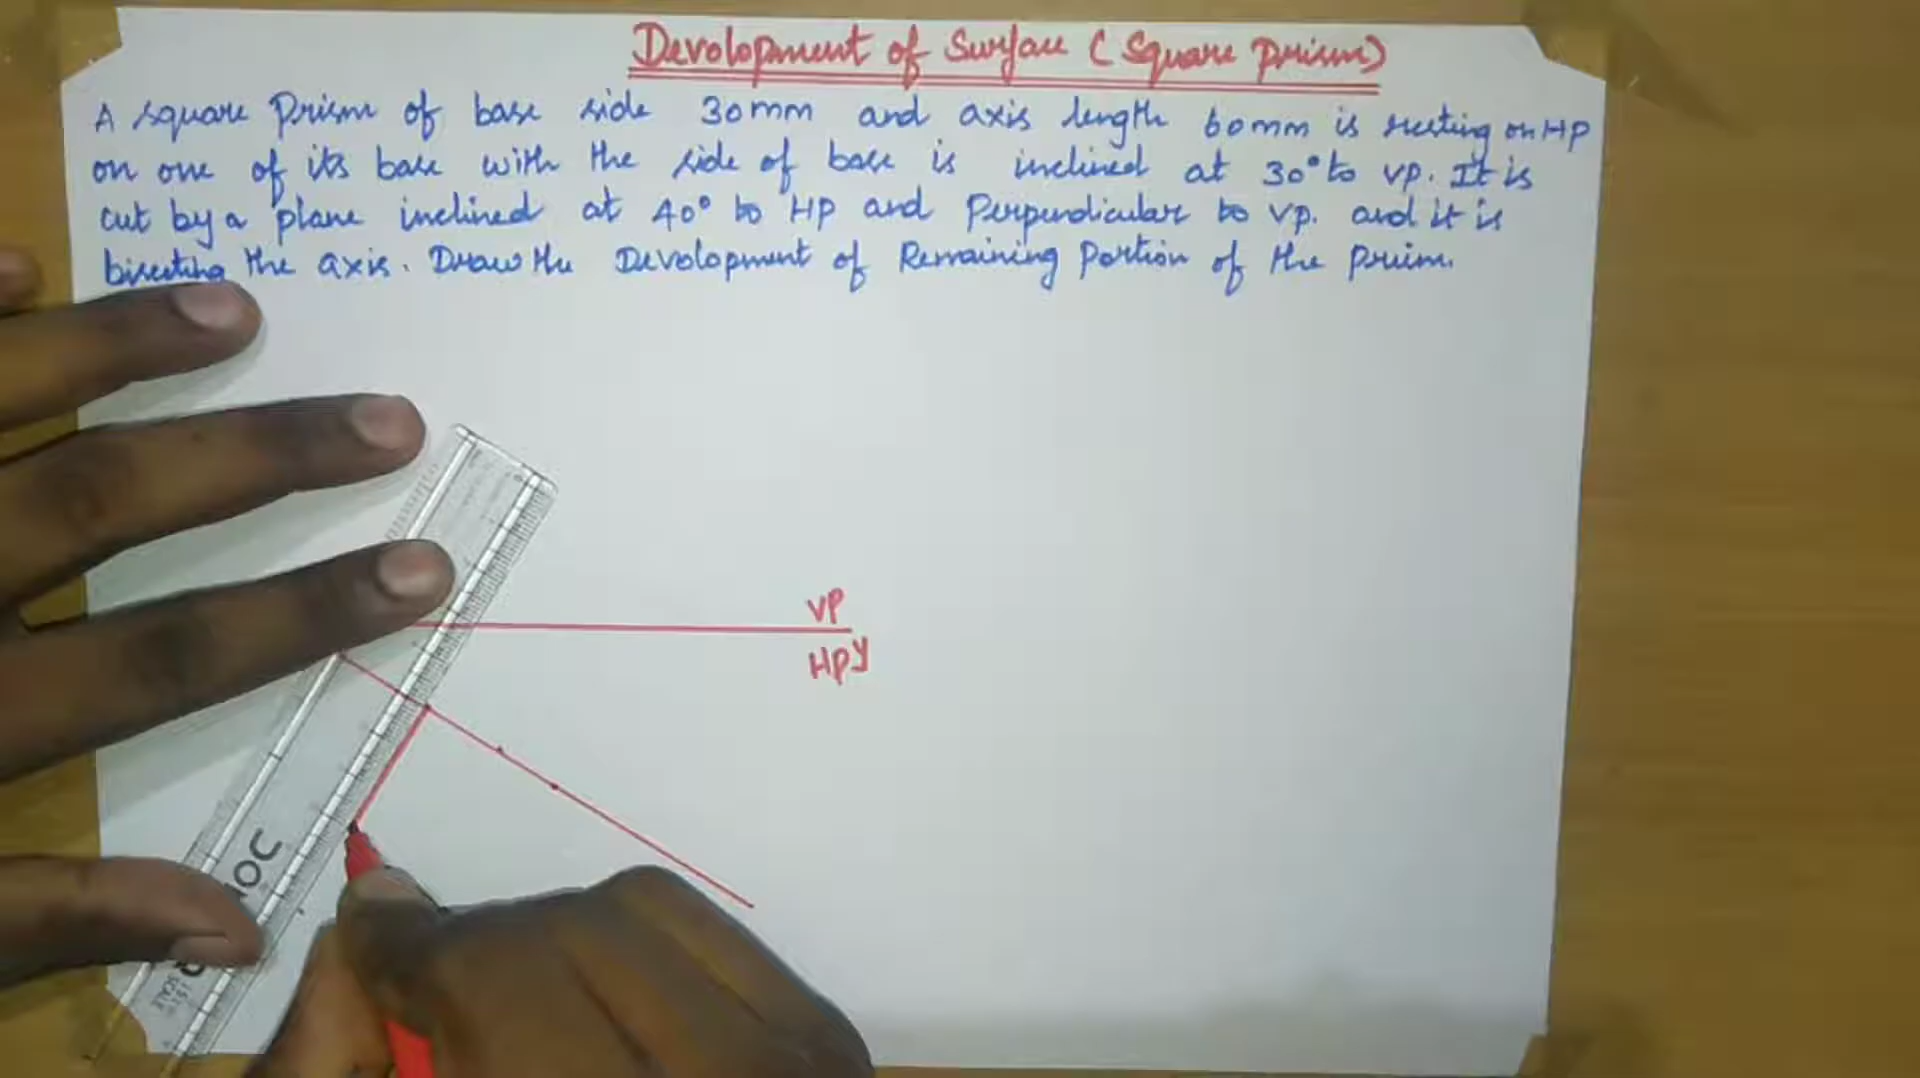 Devolopment of Surface (Square prism)
A square Prism of base side 30mm and axis length 60mm is resting on HP
on one of its base with the side of base is inclined at 30° to VP. It is
cut by a plane inclined at 40° to HP and Perpendicular to VP. and it is
bisecting the axis. Draw the Devolopment of Remaining Portion of the prism.
VP
HP Y